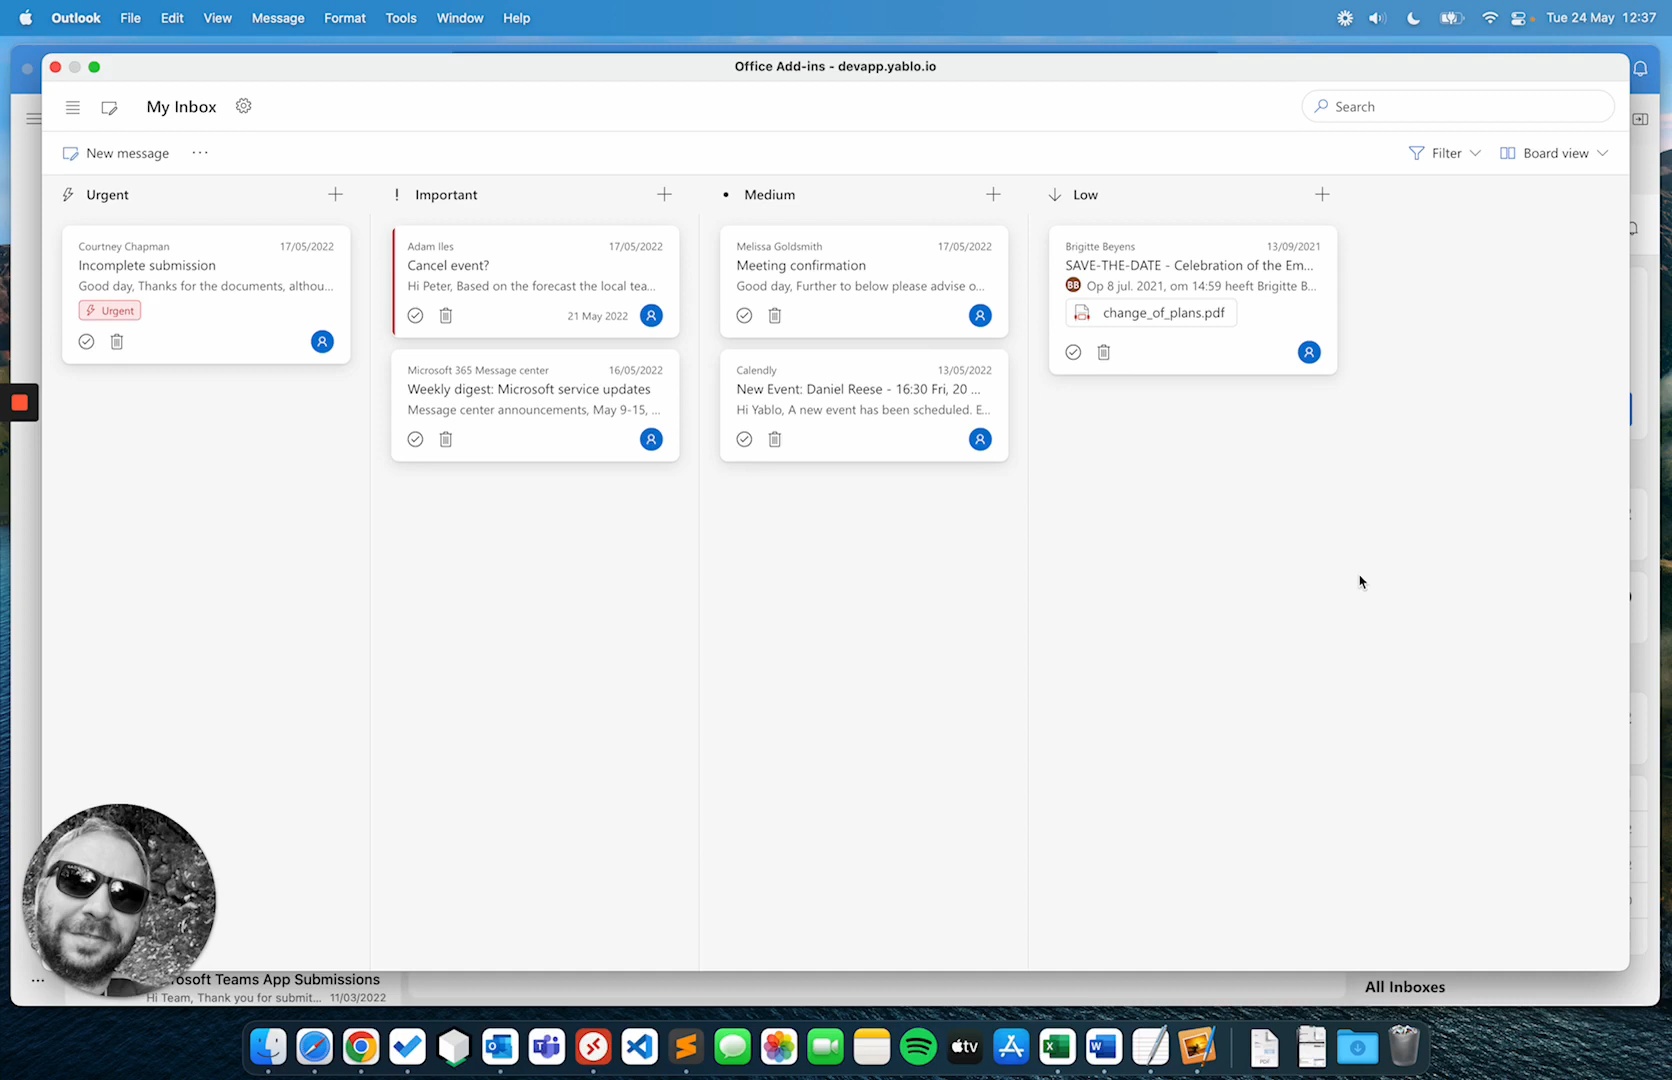 Outlook File Edit View Message Format Tools Window Help Tue 24 May 12:37
Office Add-ins - devapp.yablo.io
My Inbox
Search
New message ···
Filter Board view
Urgent
Important
Medium
Low
Courtney Chapman 17/05/2022
Incomplete submission
Good day, Thanks for the documents, althou...
Urgent
Adam Iles 17/05/2022
Cancel event?
Hi Peter, Based on the forecast the local tea...
21 May 2022
Microsoft 365 Message center 16/05/2022
Weekly digest: Microsoft service updates
Message center announcements, May 9-15, ...
Melissa Goldsmith 17/05/2022
Meeting confirmation
Good day, Further to below please advise o...
Calendly 13/05/2022
New Event: Daniel Reese - 16:30 Fri, 20 ...
Hi Yablo, A new event has been scheduled. E...
Brigitte Beyens 13/09/2021
SAVE-THE-DATE - Celebration of the Em...
BB Op 8 jul. 2021, om 14:59 heeft Brigitte B...
change_of_plans.pdf
osoft Teams App Submissions
Hi Team, Thank you for submit... 11/03/2022
All Inboxes
tv
PDF